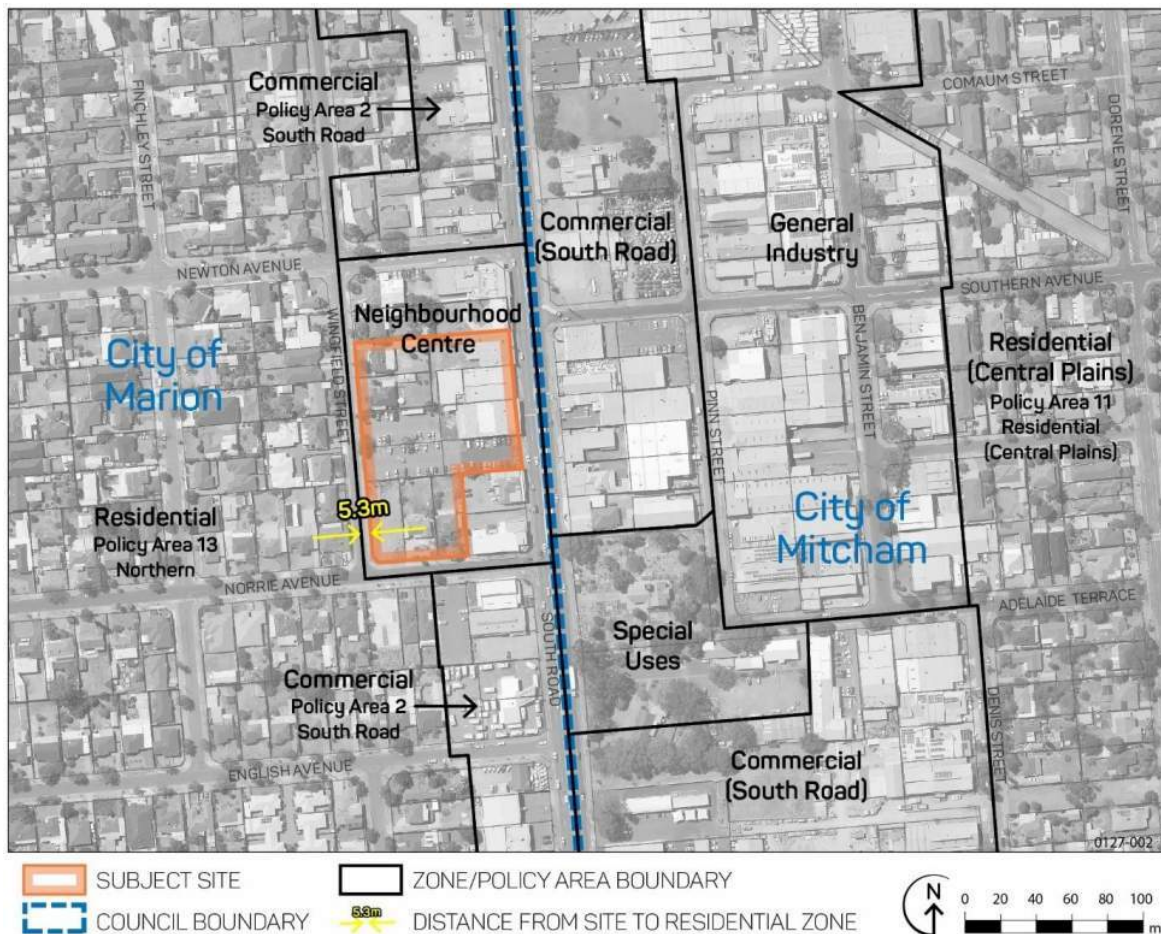 COMAUM STREET
FINCHLEY STREET
Commercial
Policy Area 2
South Road
DORENE STREET
Commercial
(South Road)
General
Industry
NEWTON AVENUE
SOUTHERN AVENUE
Neighbourhood
Centre
WINGFIELD STREET
BENJAMIN STREET
City of
Marion
Residential
(Central Plains)
Policy Area 11
Residential
(Central Plains)
PINN STREET
5.3m
City of
Mitcham
Residential
Policy Area 13
Northern
NORRIE AVENUE
ADELAIDE TERRACE
SOUTH ROAD
Special
Uses
Commercial
Policy Area 2
South Road
DENIS STREET
ENGLISH AVENUE
Commercial
(South Road)
0127-002
SUBJECT SITE
ZONE/POLICY AREA BOUNDARY
COUNCIL BOUNDARY
5.3m
DISTANCE FROM SITE TO RESIDENTIAL ZONE
N
0 20 40 60 80 100
m